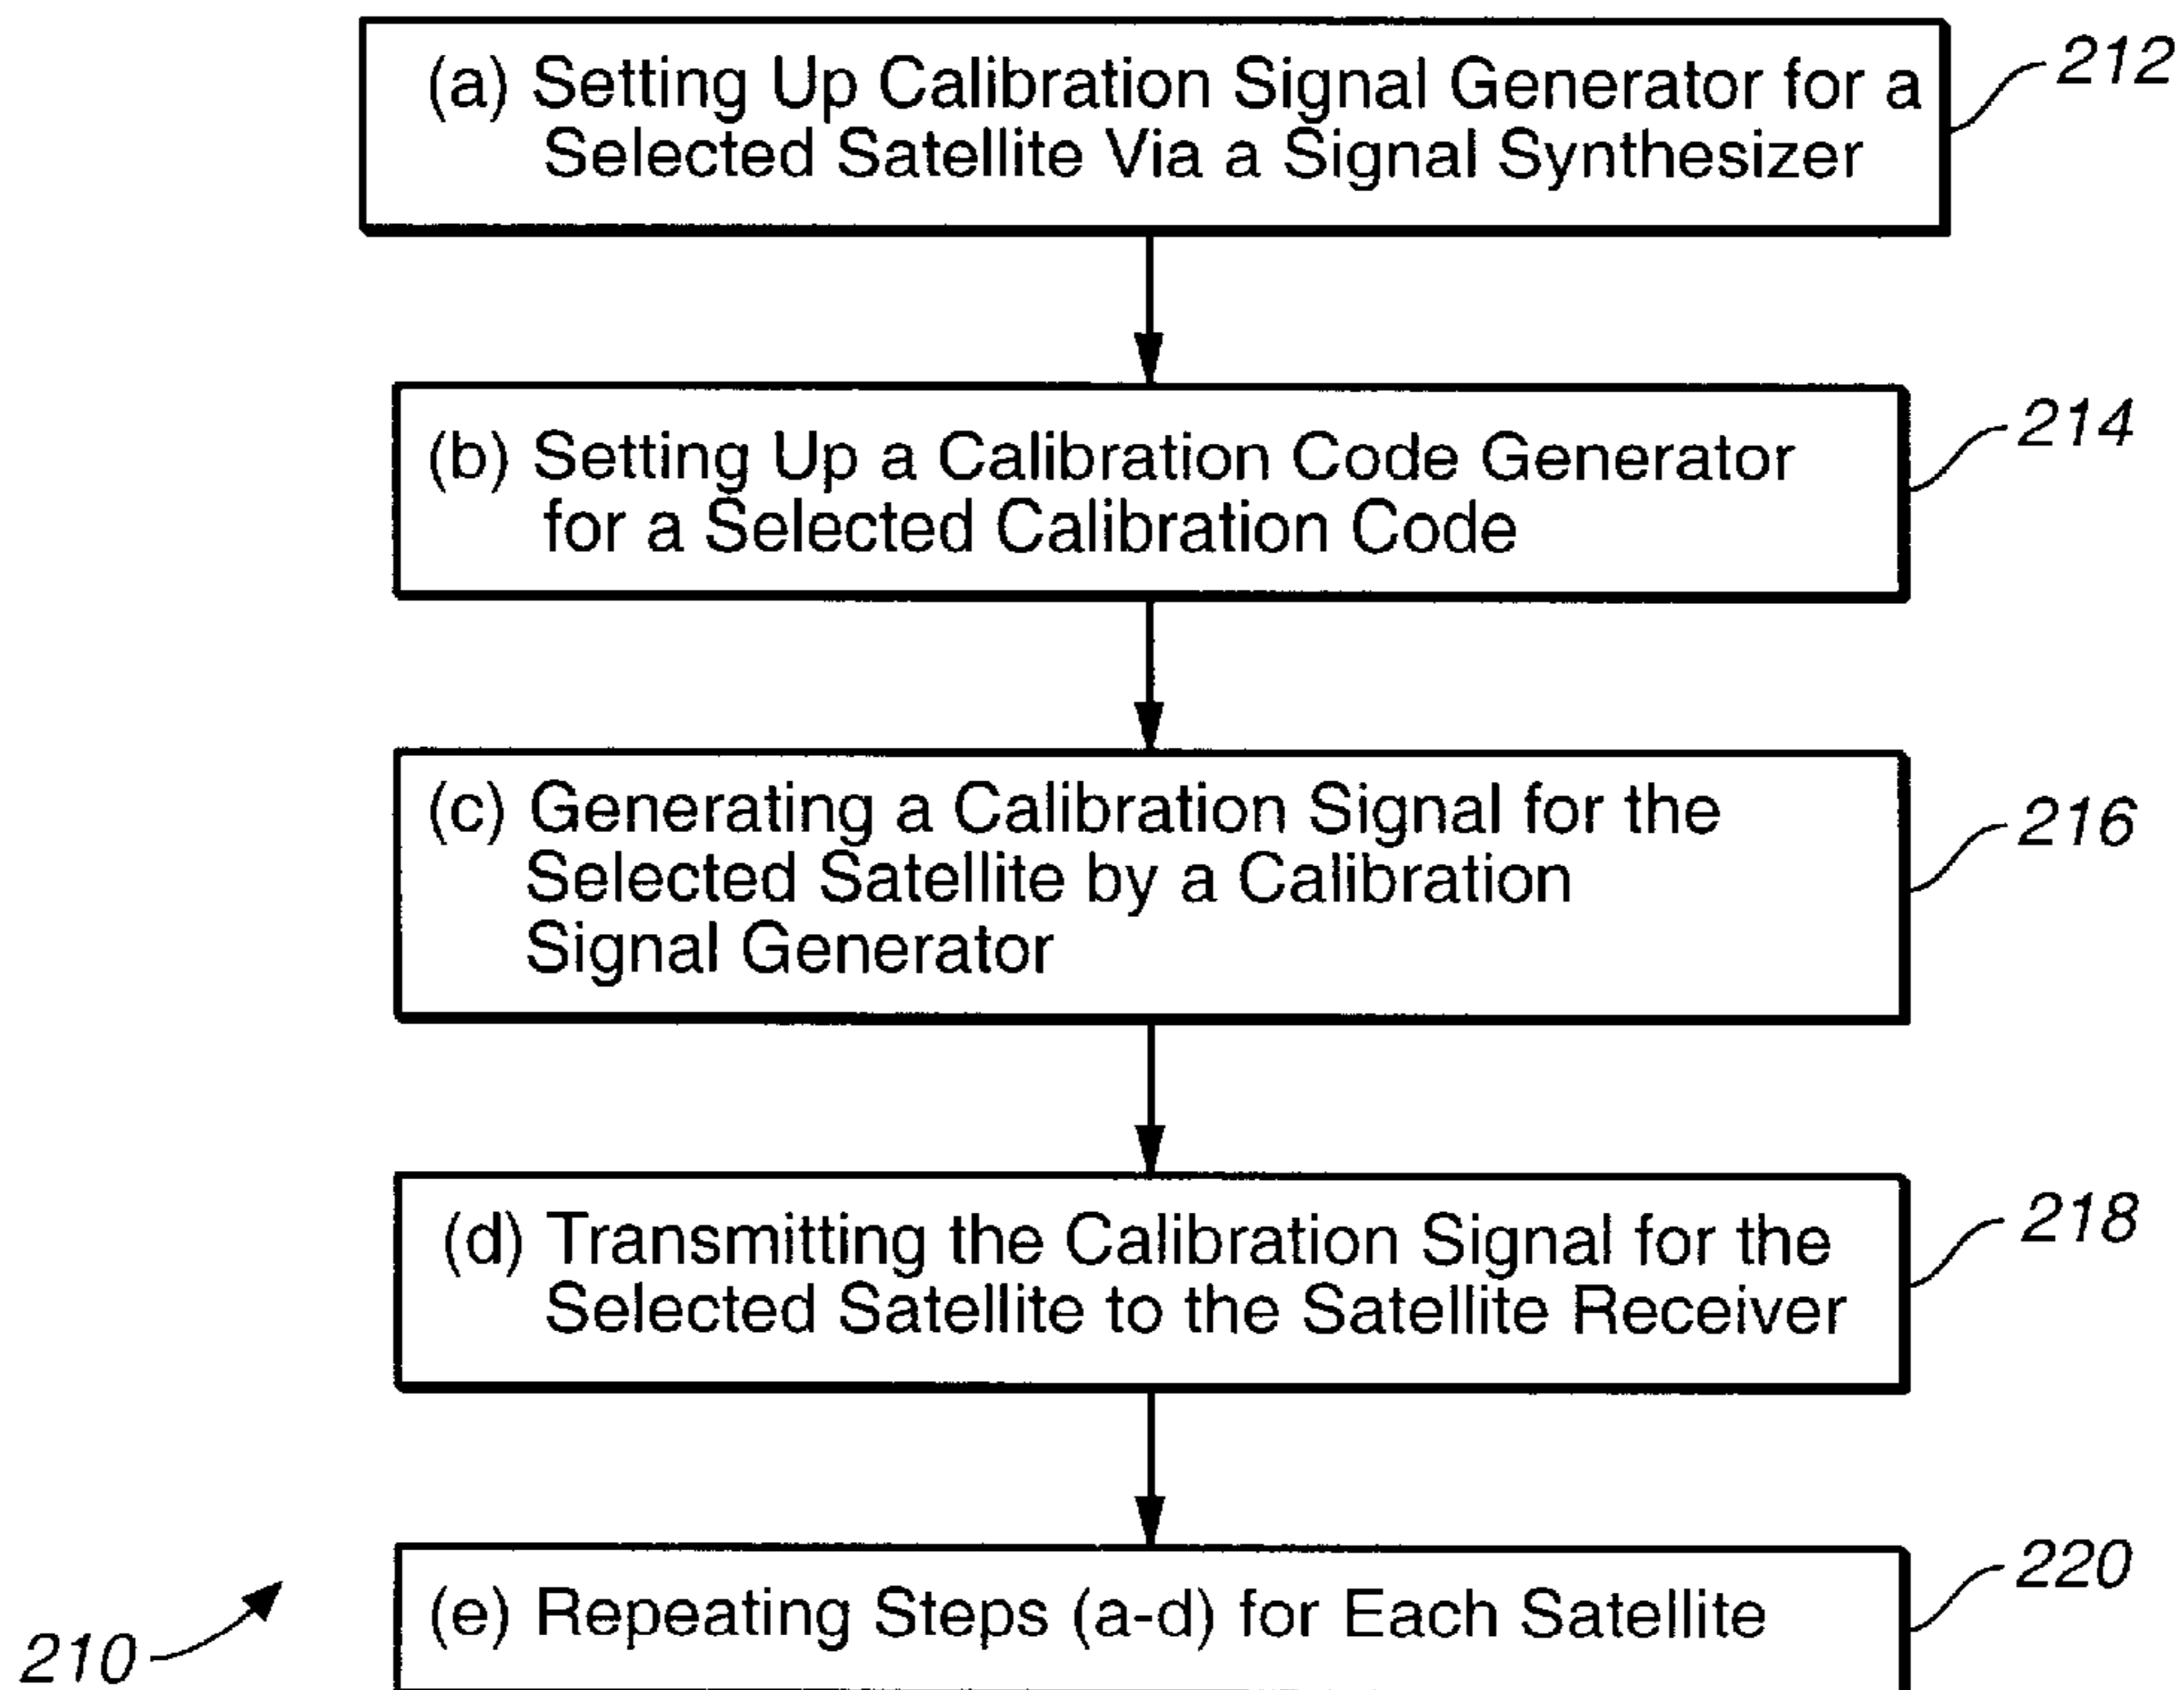 (a) Setting Up Calibration Signal Generator for a
Selected Satellite Via a Signal Synthesizer
212
(b) Setting Up a Calibration Code Generator
for a Selected Calibration Code
214
(c) Generating a Calibration Signal for the
Selected Satellite by a Calibration
Signal Generator
216
(d) Transmitting the Calibration Signal for the
Selected Satellite to the Satellite Receiver
218
(e) Repeating Steps (a-d) for Each Satellite
220
210